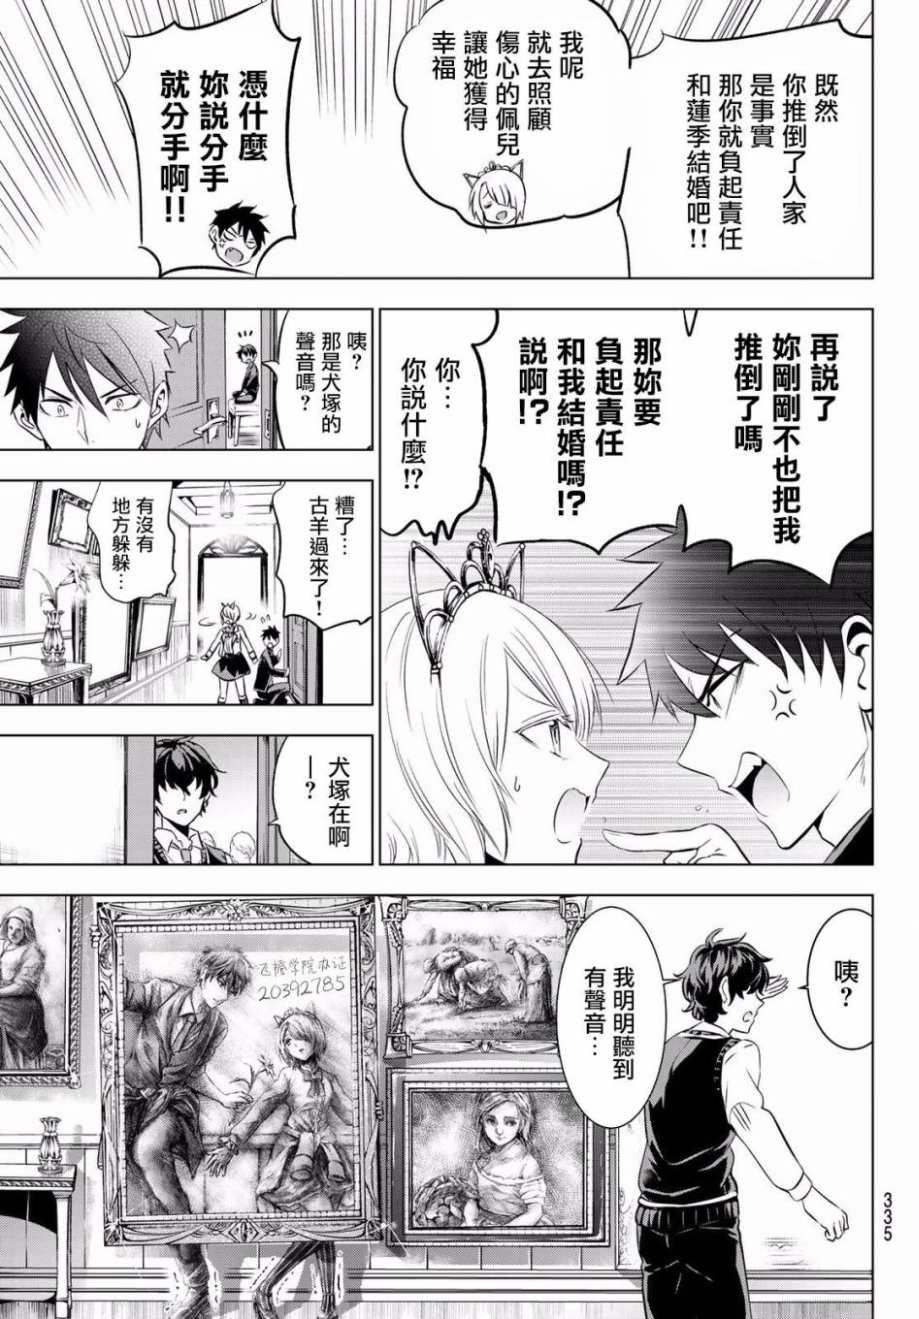 既然
你推倒了人家
是事實
那你就負起責任
和蓮季結婚吧!!
我呢
就去照顧
傷心的佩兒
讓她獲得
幸福
憑什麼
妳說分手
就分手啊!!
再說了
妳剛剛不也把我
推倒了嗎
那妳要
負起責任
和我結婚嗎!?
說啊!?
你…
你說什麼!?
咦?
那是犬塚的
聲音嗎?
糟了…
古羊過來了!
有沒有
地方躲躲…
犬塚在啊
—?
咦?
我明明聽到
有聲音…
飞橙学院办证
20392785
335